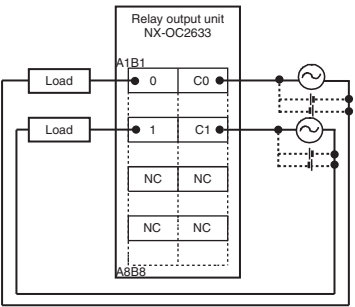 Relay output unit
NX-OC2633
A1B1
Load 0 C0
Load 1 C1
NC NC
NC NC
A8B8